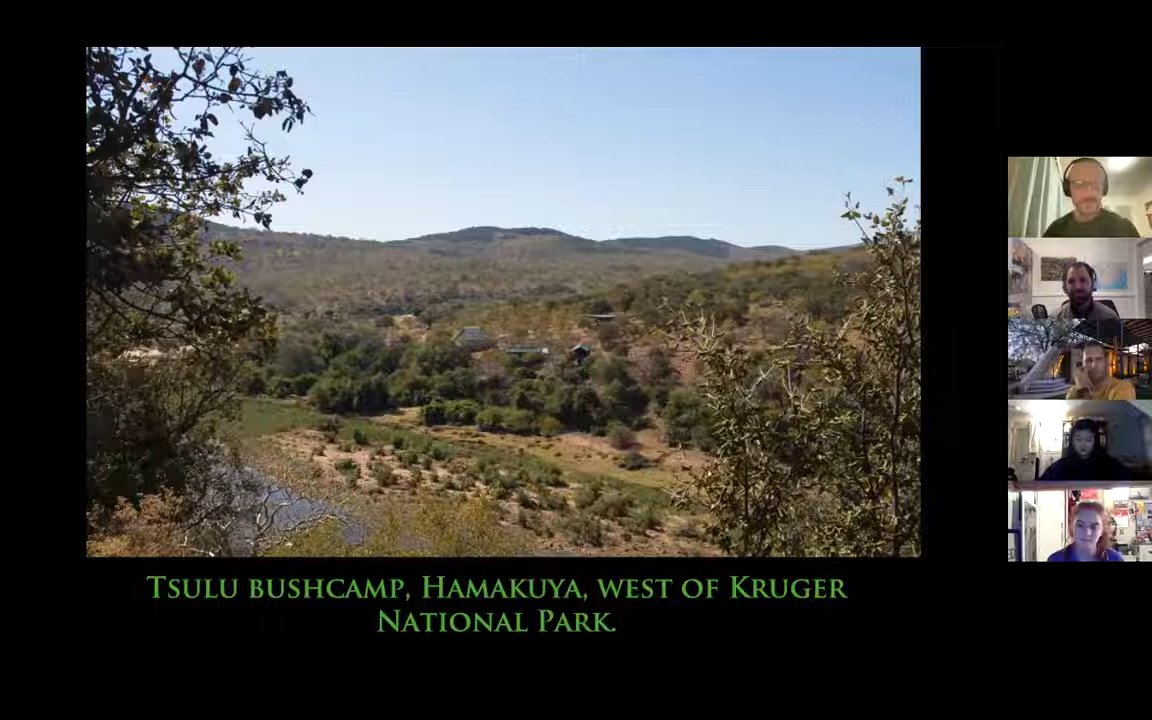 Tsulu bushcamp, Hamakuya, west of Kruger
National Park.